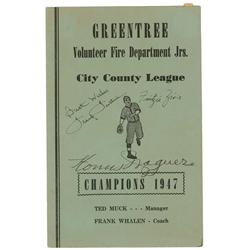 GREENTREE
Volunteer Fire Department Jrs.
City County League
Best Wishes
Honus Wagner
CHAMPIONS 1947
TED MUCK - - - Manager
FRANK WHALEN - Coach